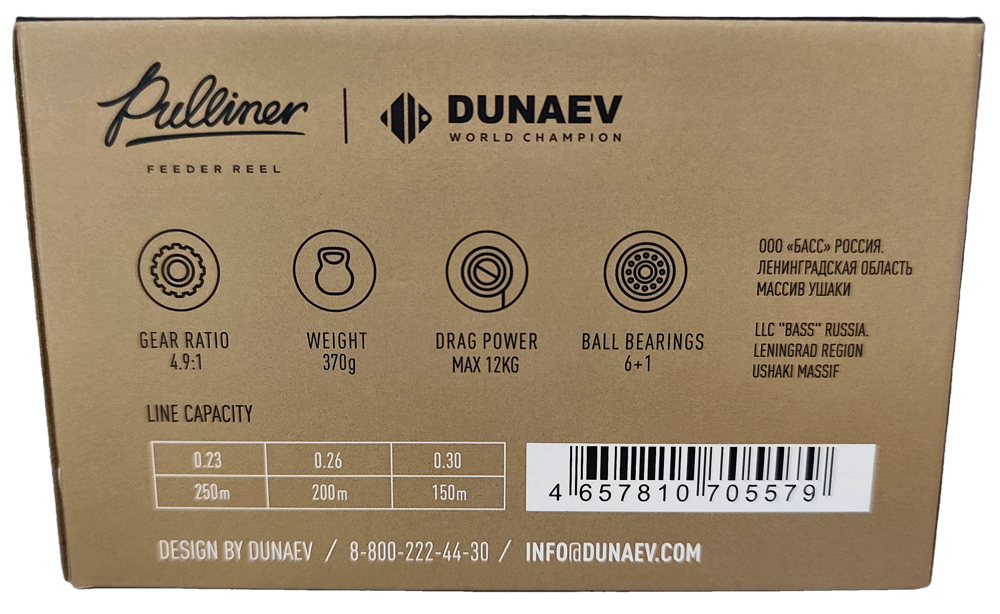 Pulliner
FEEDER REEL
DUNAEV
WORLD CHAMPION
GEAR RATIO
4.9:1
WEIGHT
370g
DRAG POWER
MAX 12KG
BALL BEARINGS
6+1
ООО «БАСС» РОССИЯ.
ЛЕНИНГРАДСКАЯ ОБЛАСТЬ
МАССИВ УШАКИ
LLC "BASS" RUSSIA.
LENINGRAD REGION
USHAKI MASSIF
LINE CAPACITY
0.23 0.26 0.30
250m 200m 150m
4 657810 705579
DESIGN BY DUNAEV / 8-800-222-44-30 / INFO@DUNAEV.COM